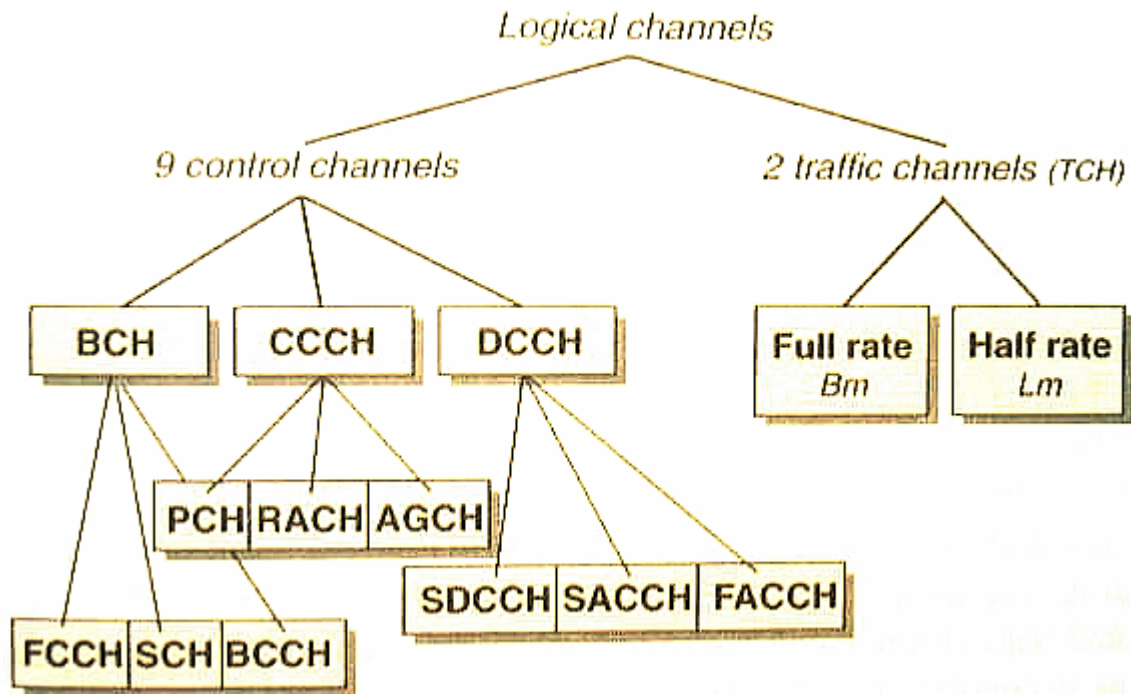 Logical channels
9 control channels
2 traffic channels (TCH)
BCH
CCCH
DCCH
Full rate
Bm
Half rate
Lm
PCH RACH AGCH
SDCCH SACCH FACCH
FCCH SCH BCCH